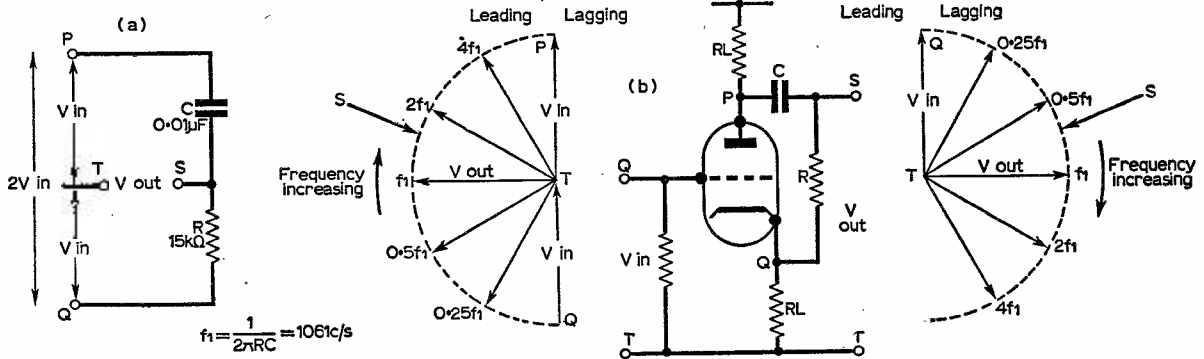 (a)
P
V in
C
0·01µF
2V in
T
V out
S
V in
R
15kΩ
Q
f1 = 1/2πRC = 1061c/s
Leading
Lagging
P
4f1
2f1
S
V in
Frequency
increasing
f1
V out
T
0·5f1
V in
0·25f1
Q
(b)
RL
C
S
P
Q
R
V
out
V in
Q
RL
T
T
Leading
Lagging
Q
0·25f1
V in
0·5f1
S
T
V out
f1
Frequency
increasing
2f1
4f1